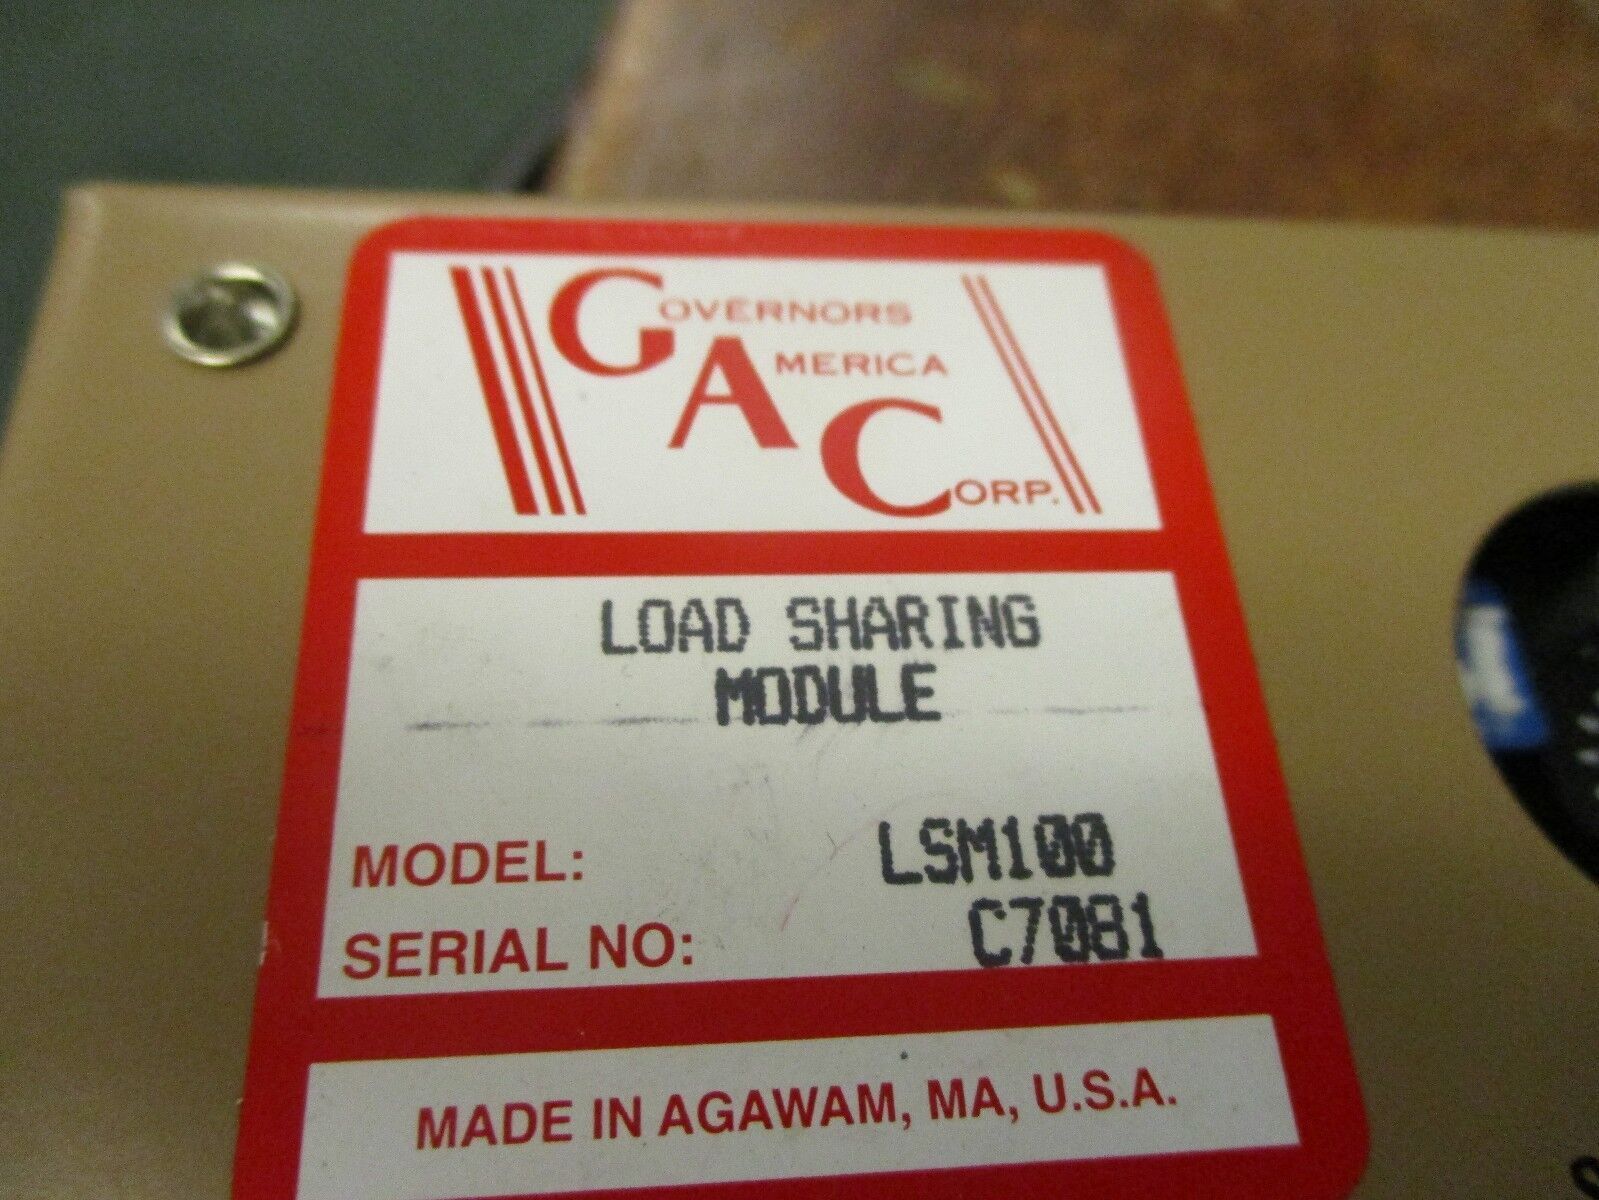 GOVERNORS
AMERICA
CORP.
LOAD SHARING
MODULE
MODEL: LSM100
SERIAL NO: C7081
MADE IN AGAWAM, MA, U.S.A.